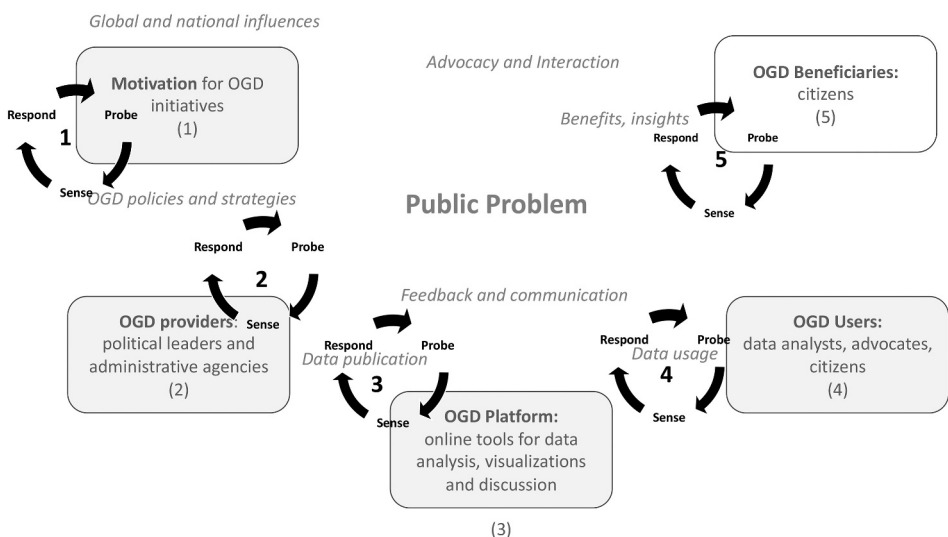 Global and national influences
Motivation for OGD
initiatives
(1)
Respond
Probe
1
Sense
OGD policies and strategies
Advocacy and Interaction
OGD Beneficiaries:
citizens
(5)
Benefits, insights
Respond
Probe
5
Sense
Public Problem
Respond
Probe
2
Sense
OGD providers:
political leaders and
administrative agencies
(2)
Feedback and communication
Respond
Probe
Data publication
3
Sense
OGD Platform:
online tools for data
analysis, visualizations
and discussion
(3)
Respond
Probe
Data usage
4
Sense
OGD Users:
data analysts, advocates,
citizens
(4)